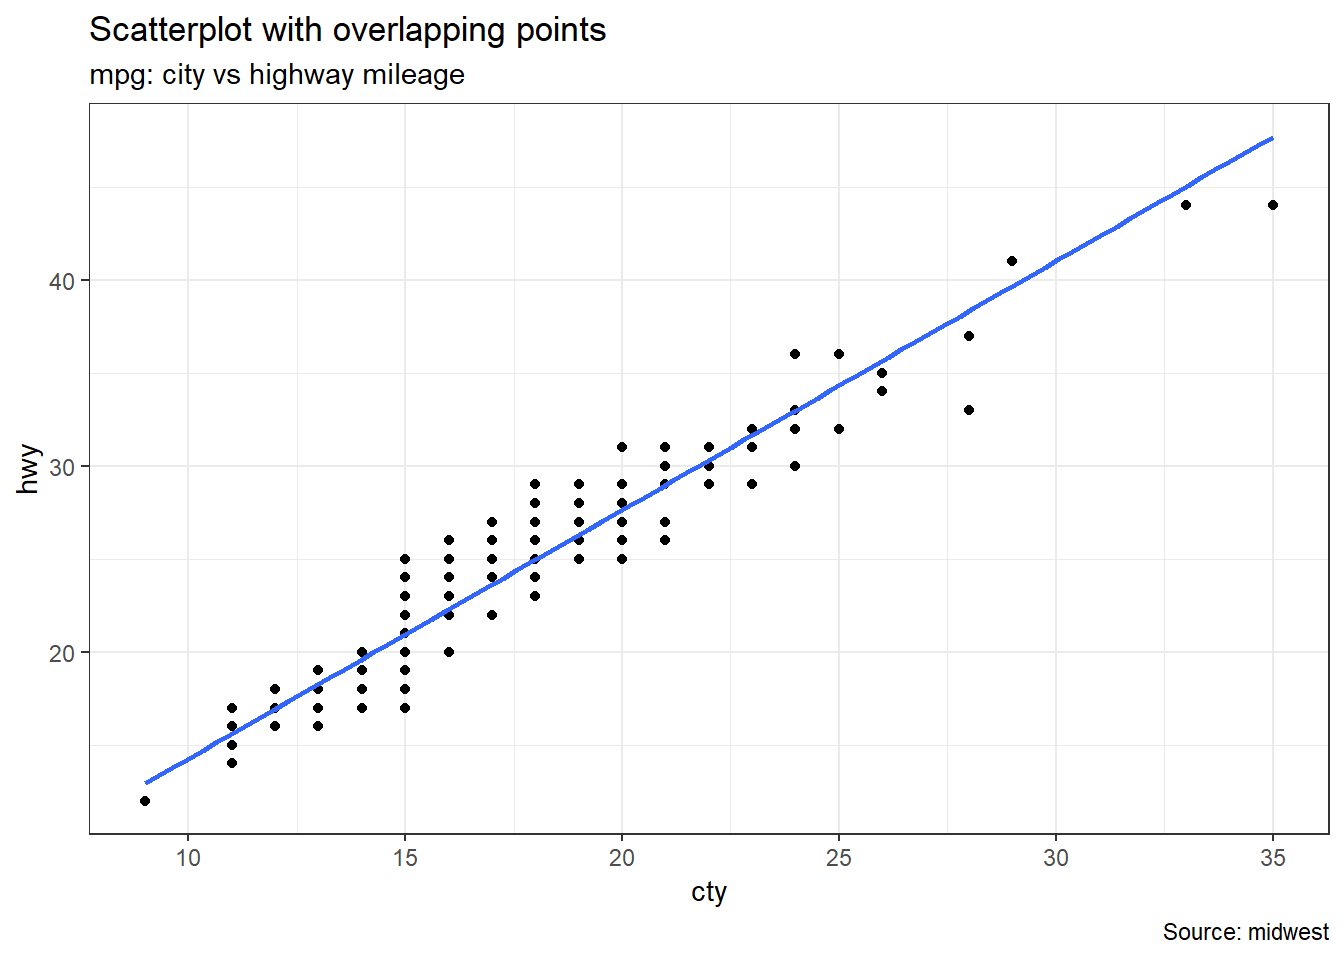 Scatterplot with overlapping points
mpg: city vs highway mileage
hwy
40
30
20
10 15 20 25 30 35
cty
Source: midwest